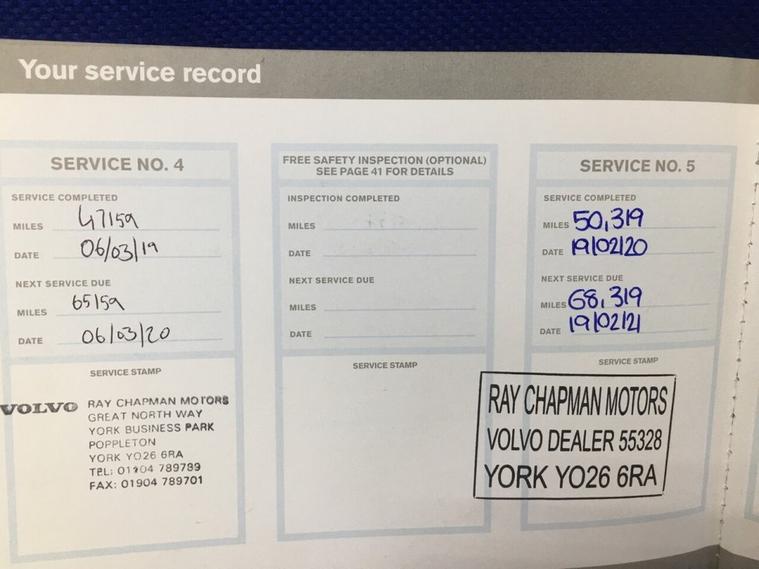 Your service record
SERVICE NO. 4
SERVICE COMPLETED
MILES 47159
DATE 06/03/19
NEXT SERVICE DUE
MILES 65159
DATE 06/03/20
SERVICE STAMP
VOLVO RAY CHAPMAN MOTORS
GREAT NORTH WAY
YORK BUSINESS PARK
POPPLETON
YORK YO26 6RA
TEL: 01904 789789
FAX: 01904 789701
FREE SAFETY INSPECTION (OPTIONAL)
SEE PAGE 41 FOR DETAILS
INSPECTION COMPLETED
MILES
DATE
NEXT SERVICE DUE
MILES
DATE
SERVICE STAMP
SERVICE NO. 5
SERVICE COMPLETED
MILES 50,319
DATE 19/02/20
NEXT SERVICE DUE
MILES 68,319
DATE 19/02/21
SERVICE STAMP
RAY CHAPMAN MOTORS
VOLVO DEALER 55328
YORK YO26 6RA